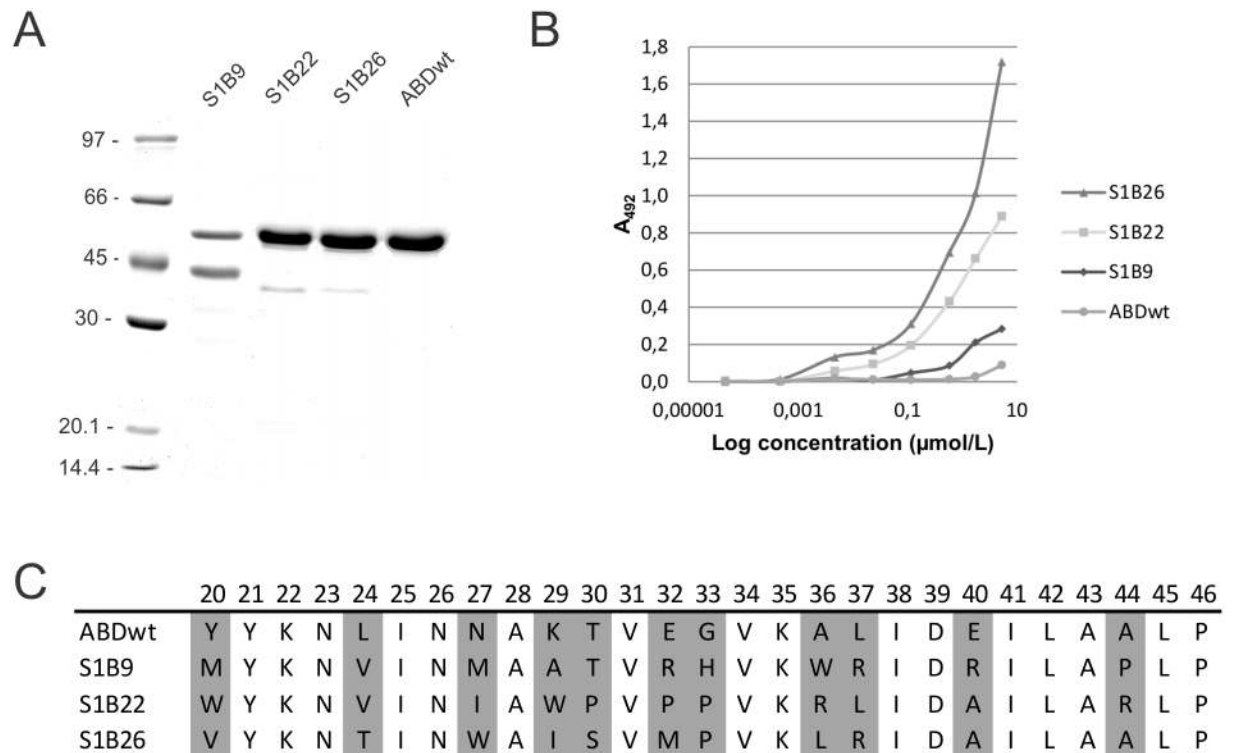 A
S1B9 S1B22 S1B26 ABDwt
97 -
66 -
45 -
30 -
20.1 -
14.4 -
B
1,8
1,6
1,4
1,2
1,0
0,8
0,6
0,4
0,2
0,0
A492
0,00001 0,001 0,1 10
Log concentration (µmol/L)
S1B26
S1B22
S1B9
ABDwt
C
20 21 22 23 24 25 26 27 28 29 30 31 32 33 34 35 36 37 38 39 40 41 42 43 44 45 46
ABDwt Y Y K N L I N N A K T V E G V K A L I D E I L A A L P
S1B9 M Y K N V I N M A A T V R H V K W R I D R I L A P L P
S1B22 W Y K N V I N I A W P V P P V K R L I D A I L A R L P
S1B26 V Y K N T I N W A I S V M P V K L R I D A I L A A L P